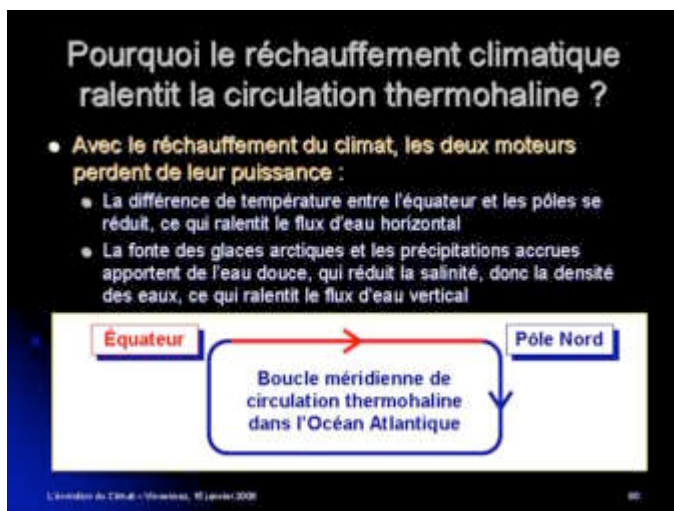 Pourquoi le réchauffement climatique
ralentit la circulation thermohaline ?
Avec le réchauffement du climat, les deux moteurs
perdent de leur puissance :
La différence de température entre l'équateur et les pôles se
réduit, ce qui ralentit le flux d'eau horizontal
La fonte des glaces arctiques et les précipitations accrues
apportent de l'eau douce, qui réduit la salinité, donc la densité
des eaux, ce qui ralentit le flux d'eau vertical
Équateur
Pôle Nord
Boucle méridienne de
circulation thermohaline
dans l'Océan Atlantique
L'évolution du Climat – janvier